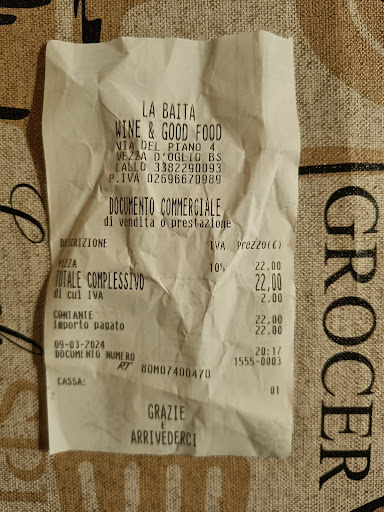 LA BAITA
WINE & GOOD FOOD
VIA DEL PIANO 4
VEZZA D'OGLIO BS
LALLO 3382290093
P.IVA 02696670989
DOCUMENTO COMMERCIALE
di vendita o prestazione
DESCRIZIONE IVA Prezzo(€)
PIZZA 10% 22,00
TOTALE COMPLESSIVO 22,00
di cui IVA 2,00
CONTANTE 22,00
Importo pagato 22,00
09-03-2024 20:17
DOCUMENTO NUMERO 1555-0003
RT 80M07400470
CASSA: 01
GRAZIE
E
ARRIVEDERCI
GROCER